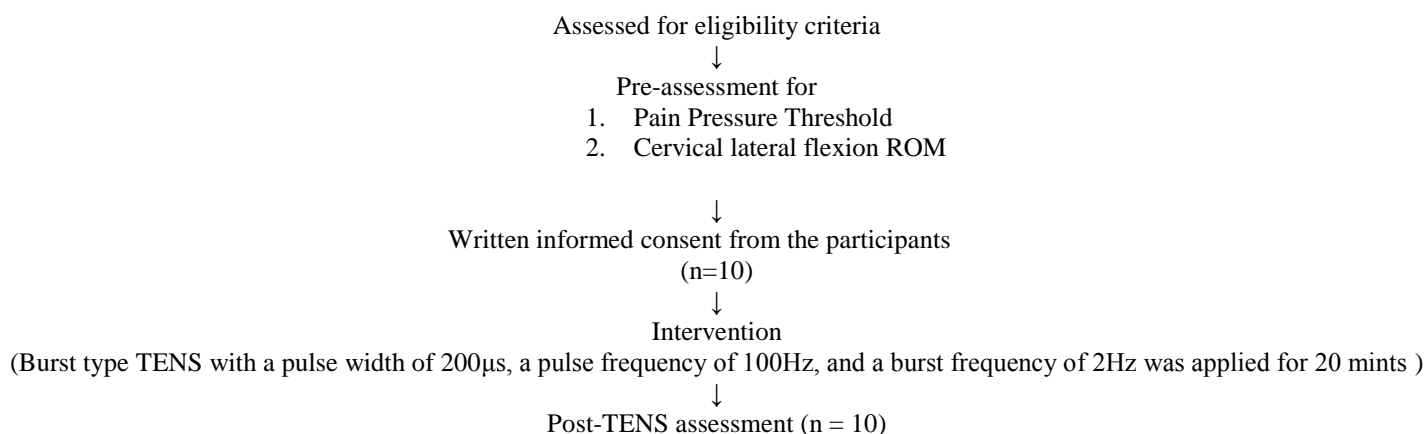 Assessed for eligibility criteria
↓
Pre-assessment for
1. Pain Pressure Threshold
2. Cervical lateral flexion ROM
↓
Written informed consent from the participants
(n=10)
↓
Intervention
(Burst type TENS with a pulse width of 200μs, a pulse frequency of 100Hz, and a burst frequency of 2Hz was applied for 20 mints )
↓
Post-TENS assessment (n = 10)